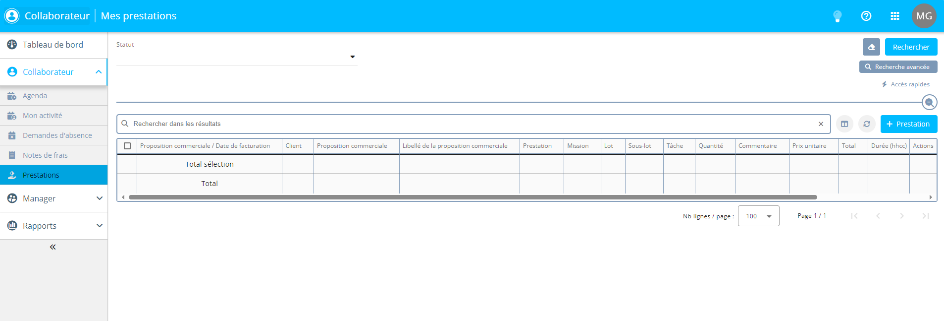 Collaborateur | Mes prestations
MG
Tableau de bord
Collaborateur
Agenda
Mon activité
Demandes d'absence
Notes de frais
Prestations
Manager
Rapports
Statut
Rechercher
Recherche avancée
Accès rapides
Rechercher dans les résultats
+ Prestation
Proposition commerciale / Date de facturation Client Proposition commerciale Libellé de la proposition commerciale Prestation Mission Lot Sous-lot Tâche Quantité Commentaire Prix unitaire Total Durée (hhcc) Actions
Total sélection
Total
Nb lignes / page : 100 Page 1 / 1